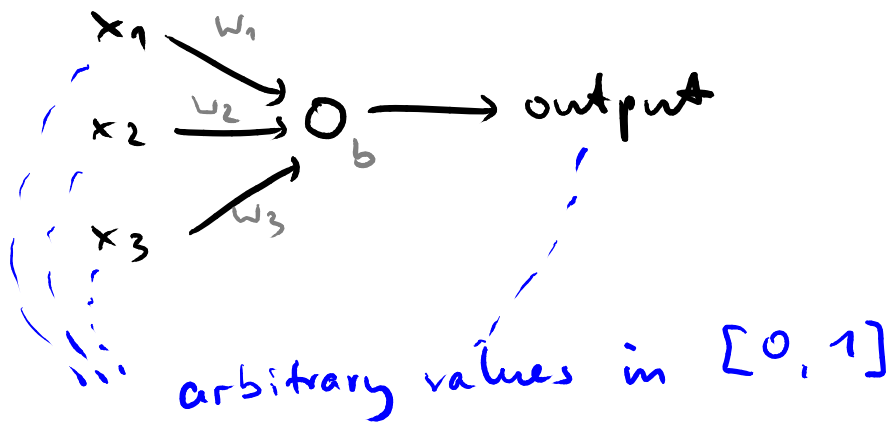 x1 w1
x2 w2 b output
x3 w3
arbitrary values in [0, 1]